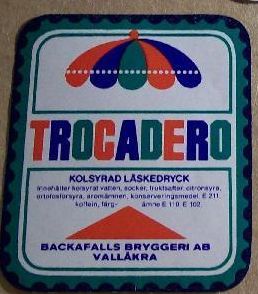 TROCADERO
KOLSYRAD LÄSKEDRYCK
Innehåller kolsyrat vatten, socker, fruktsafter, citronsyra,
ortofosforsyra, aromämnen, konserveringsmedel E 211,
koffein, färg- ämne E 110, E 102.
BACKAFALLS BRYGGERI AB
VALLÅKRA